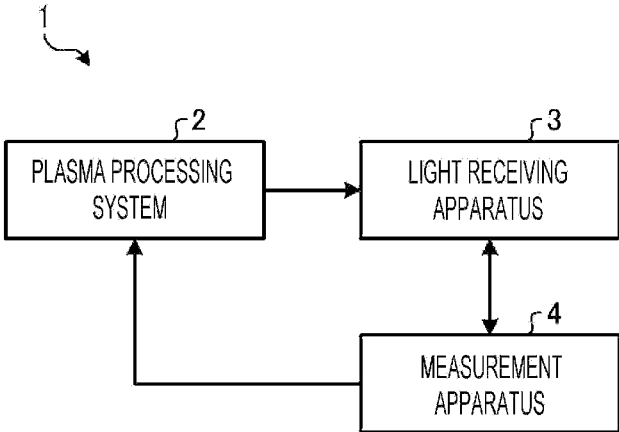 1
2
PLASMA PROCESSING
SYSTEM
3
LIGHT RECEIVING
APPARATUS
4
MEASUREMENT
APPARATUS